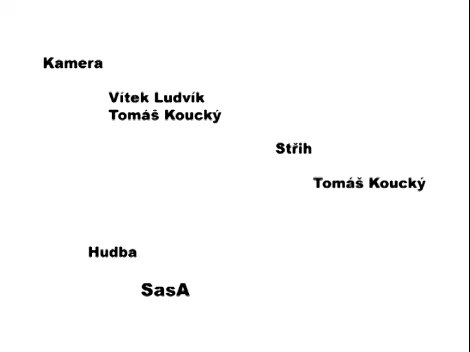 Kamera
Vítek Ludvík
Tomáš Koucký
Střih
Tomáš Koucký
Hudba
SasA